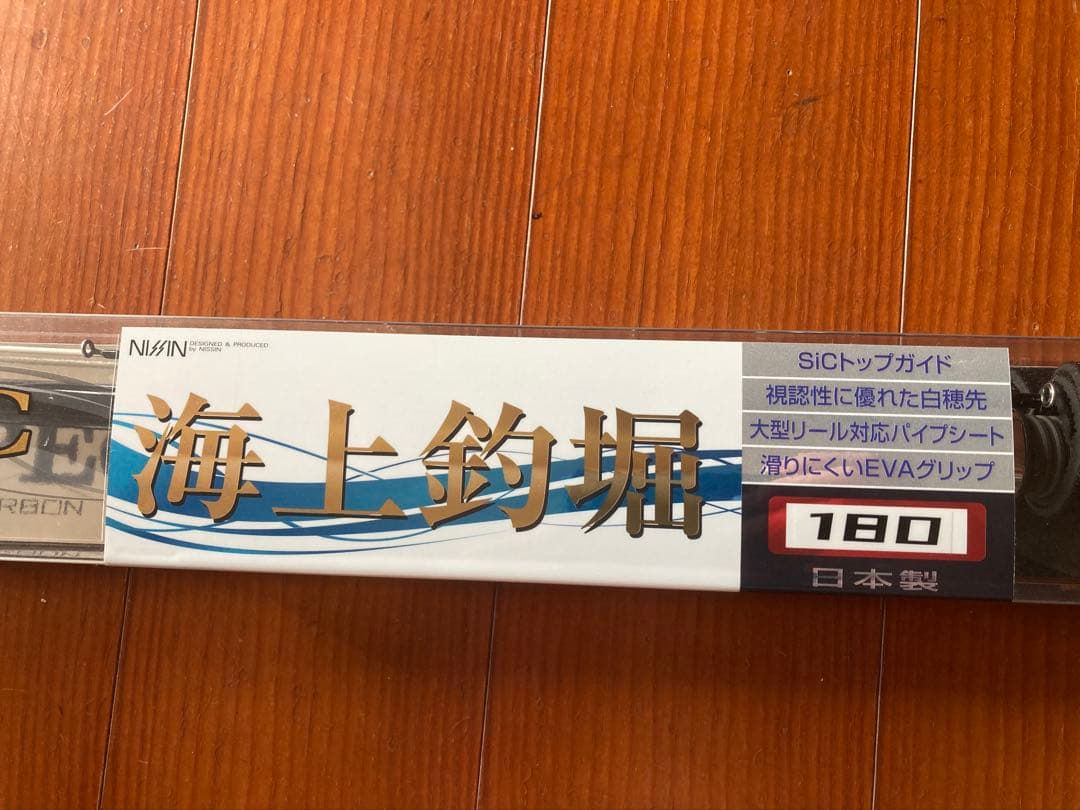 NISSIN DESIGNED & PRODUCED
by NISSIN
海上釣堀
SiCトップガイド
視認性に優れた白穂先
大型リール対応パイプシート
滑りにくいEVAグリップ
180
日本製
C
E
RBON